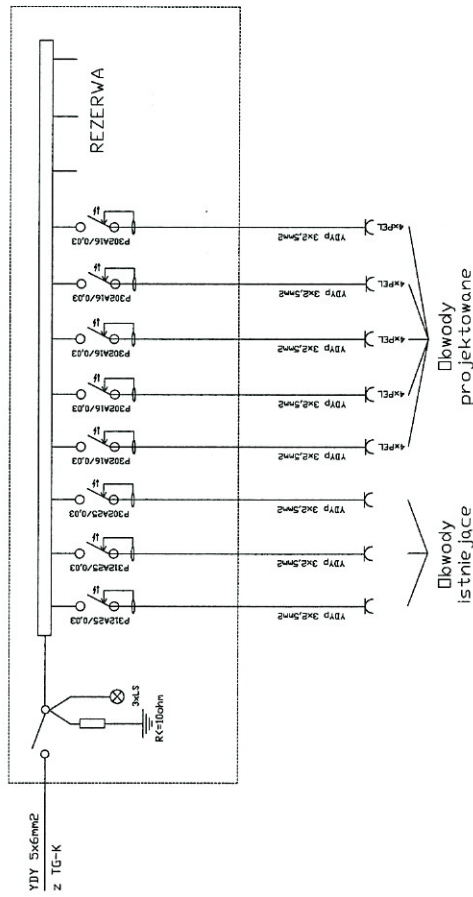 REZERWA
P302A16/0,03
P302A16/0,03
P302A16/0,03
P302A16/0,03
P302A16/0,03
P302A25/0,03
P312A25/0,03
P312A25/0,03
YDYp 3x2,5mm2
YDYp 3x2,5mm2
YDYp 3x2,5mm2
YDYp 3x2,5mm2
YDYp 3x2,5mm2
YDYp 3x2,5mm2
YDYp 3x2,5mm2
YDYp 3x2,5mm2
4xPEL
4xPEL
4xPEL
4xPEL
4xPEL
□bwody
projektowane
□bwody
istniejące
3xLS
R<=10ohm
YDY 5x6mm2
z TG-K